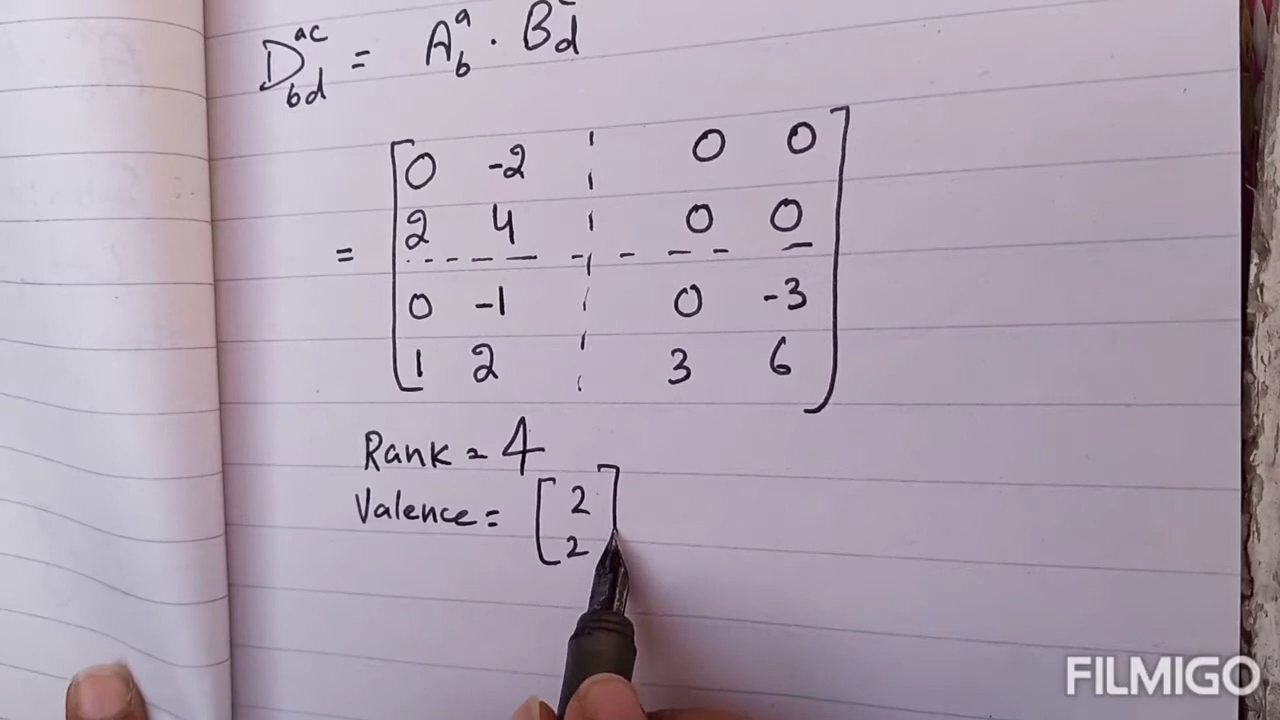 D^{ac}_{bd} = A^a_b · B_d
= [ 0 -2 ¦ 0 0
2 4 ¦ 0 0
0 -1 ¦ 0 -3
1 2 ¦ 3 6 ]
Rank = 4
Valence = [ 2
2 ]
FILMIGO